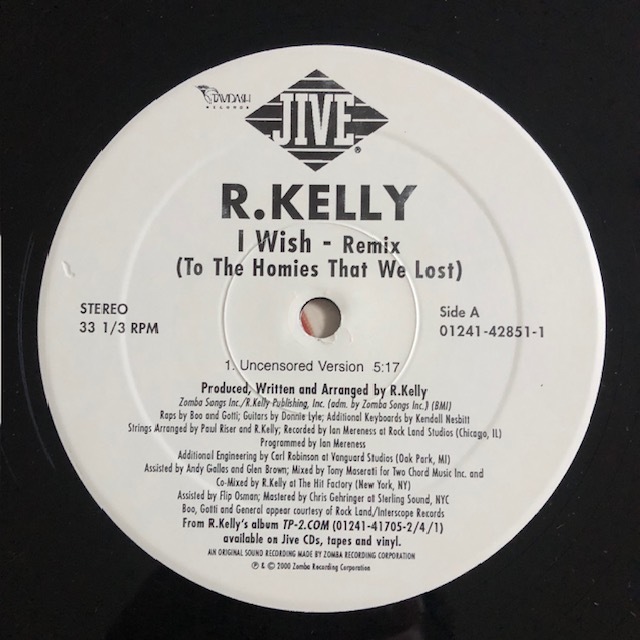 TAVDASH
RECORDS
JIVE
®
R.KELLY
I Wish - Remix
(To The Homies That We Lost)
STEREO
33 1/3 RPM
Side A
01241-42851-1
1. Uncensored Version 5:17
Produced, Written and Arranged by R.Kelly
Zomba Songs Inc./R.Kelly Publishing, Inc. (adm. by Zomba Songs Inc.) (BMI)
Raps by Boo and Gotti; Guitars by Donnie Lyle; Additional Keyboards by Kendall Nesbitt
Strings Arranged by Paul Riser and R.Kelly; Recorded by Ian Mereness at Rock Land Studios (Chicago, IL)
Programmed by Ian Mereness
Additional Engineering by Carl Robinson at Vanguard Studios (Oak Park, MI)
Assisted by Andy Gallas and Glen Brown; Mixed by Tony Maserati for Two Chord Music Inc. and
Co-Mixed by R.Kelly at The Hit Factory (New York, NY)
Assisted by Flip Osman; Mastered by Chris Gehringer at Sterling Sound, NYC
Boo, Gotti and General appear courtesy of Rock Land/Interscope Records
From R.Kelly's album TP-2.COM (01241-41705-2/4/1)
available on Jive CDs, tapes and vinyl.
AN ORIGINAL SOUND RECORDING MADE BY ZOMBA RECORDING CORPORATION
℗ & © 2000 Zomba Recording Corporation